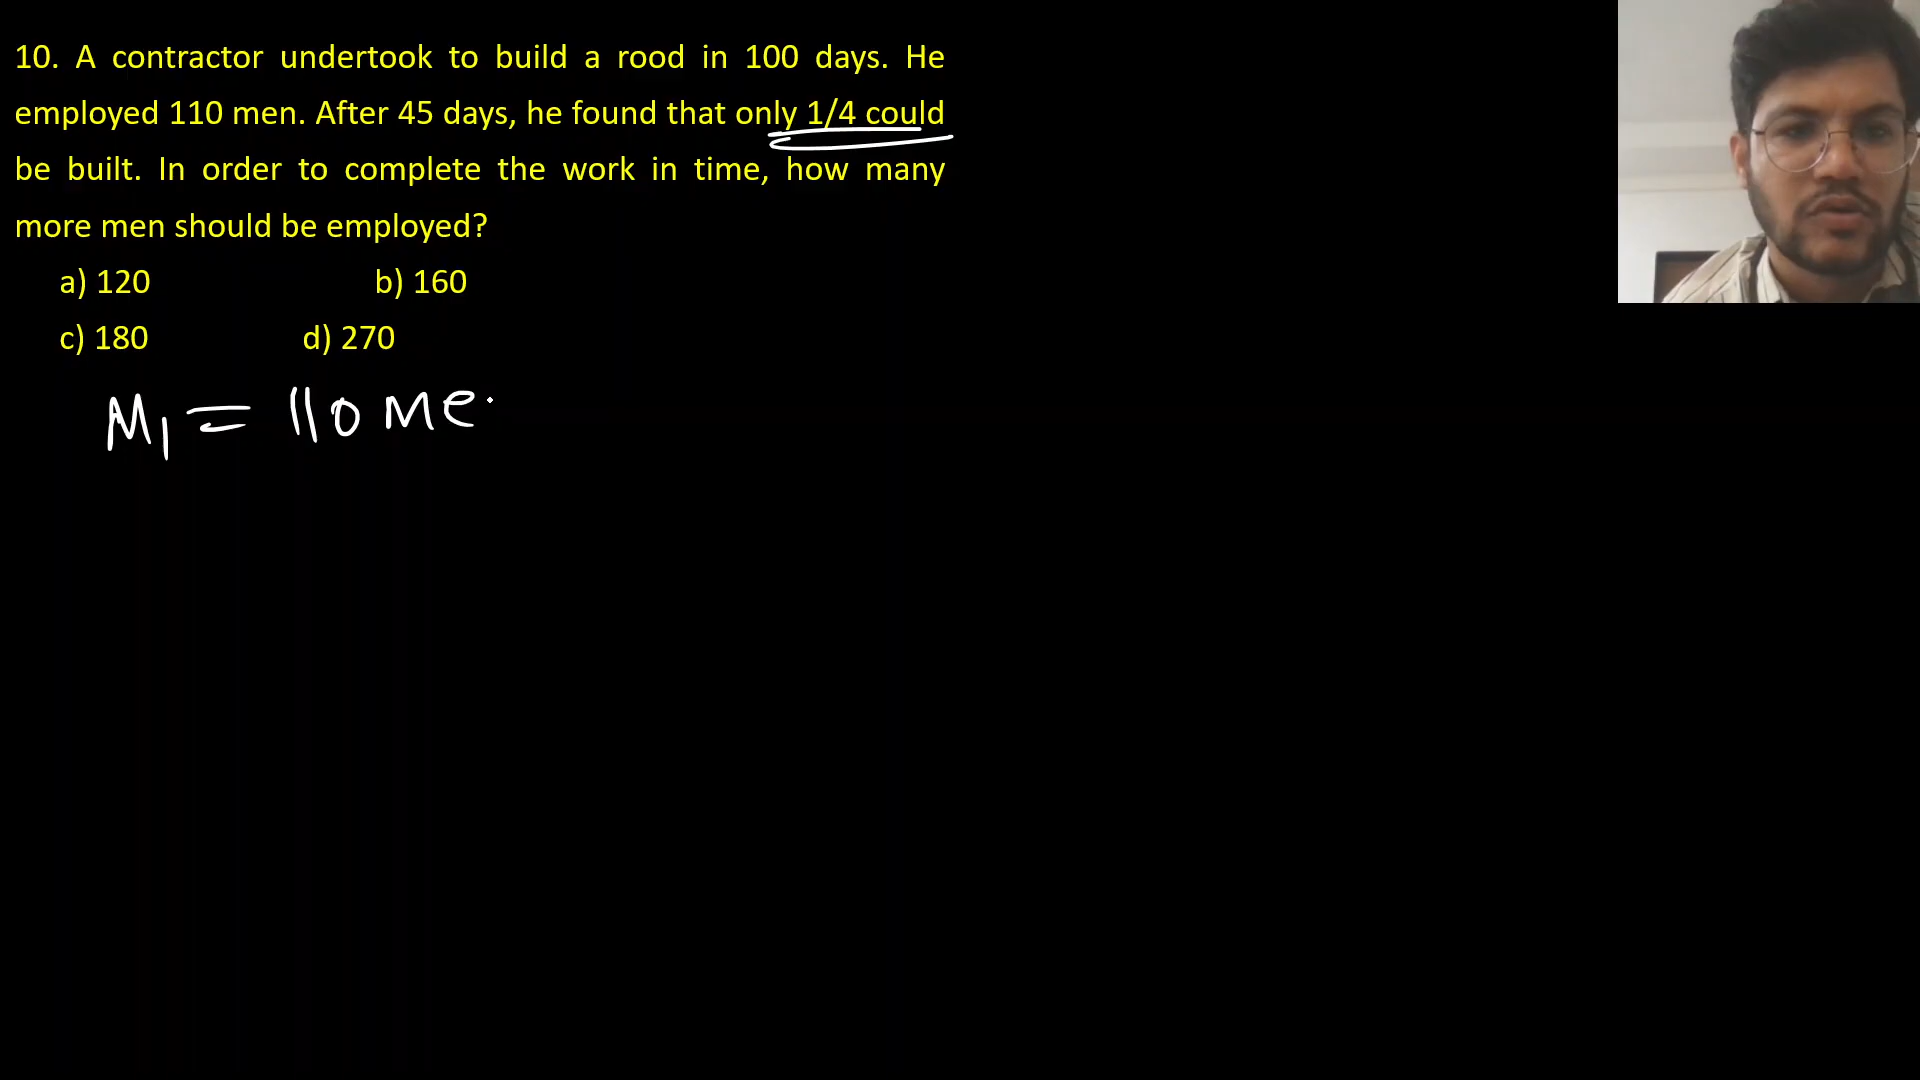 10. A contractor undertook to build a rood in 100 days. He
employed 110 men. After 45 days, he found that only 1/4 could
be built. In order to complete the work in time, how many
more men should be employed?
a) 120 b) 160
c) 180 d) 270
M1 = 110 me